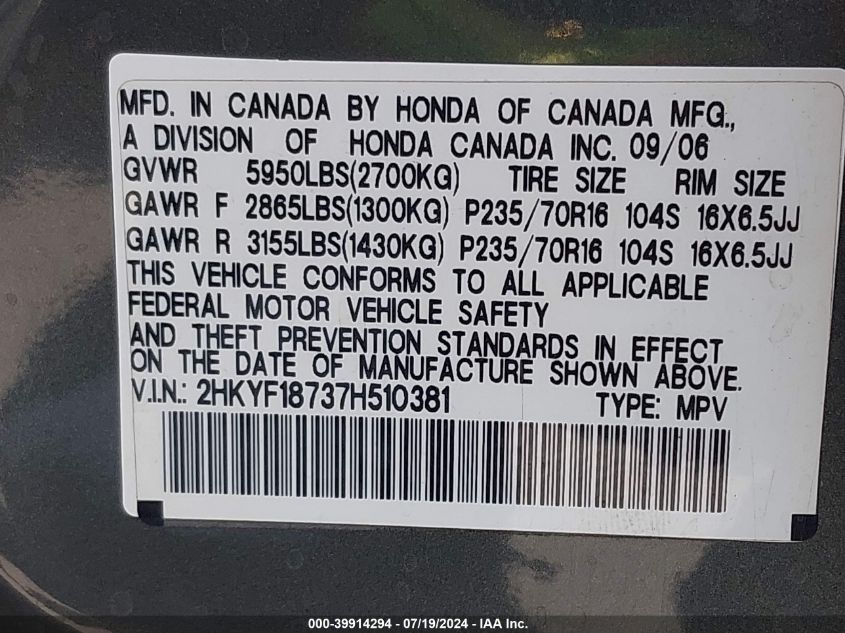 MFD. IN CANADA BY HONDA OF CANADA MFG.,
A DIVISION OF HONDA CANADA INC. 09/06
GVWR 5950LBS(2700KG) TIRE SIZE RIM SIZE
GAWR F 2865LBS(1300KG) P235/70R16 104S 16X6.5JJ
GAWR R 3155LBS(1430KG) P235/70R16 104S 16X6.5JJ
THIS VEHICLE CONFORMS TO ALL APPLICABLE
FEDERAL MOTOR VEHICLE SAFETY
AND THEFT PREVENTION STANDARDS IN EFFECT
ON THE DATE OF MANUFACTURE SHOWN ABOVE.
V.I.N.: 2HKYF18737H510381 TYPE: MPV
000-39914294 - 07/19/2024 - IAA Inc.